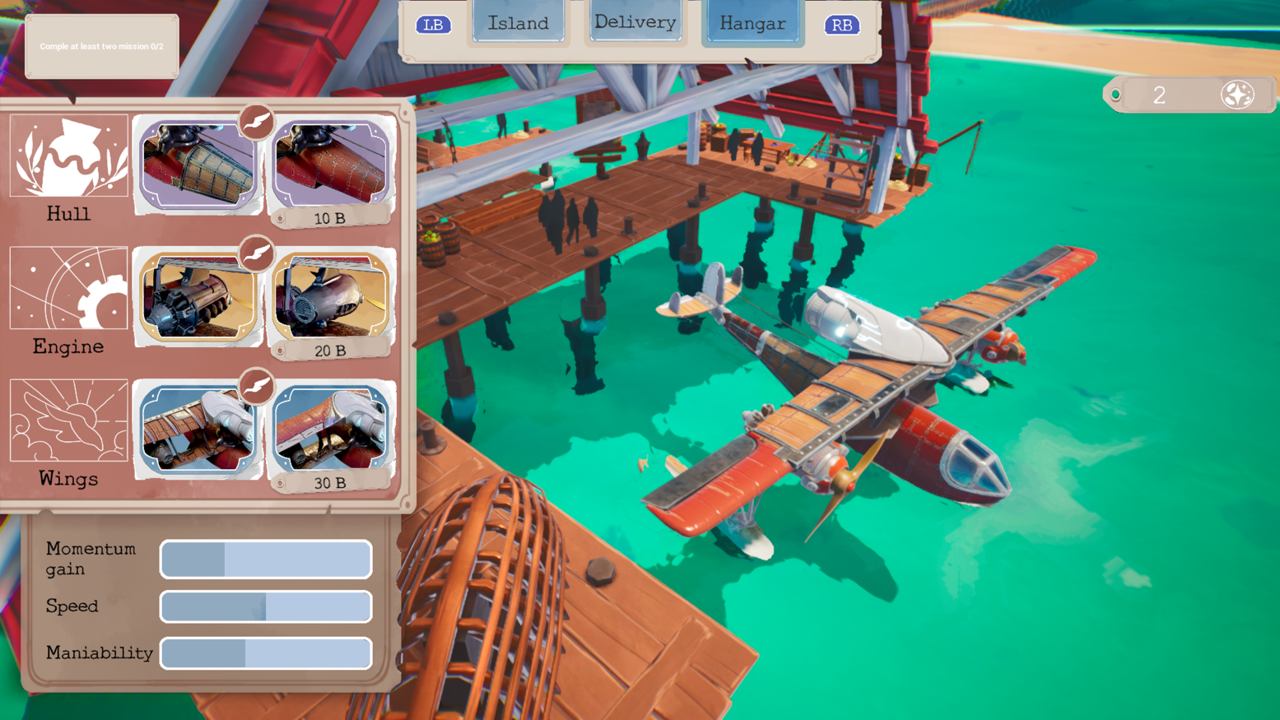 Comple at least two mission 0/2
LB Island Delivery Hangar RB
2
Hull
10 B
Engine
20 B
Wings
30 B
Momentum
gain
Speed
Maniability